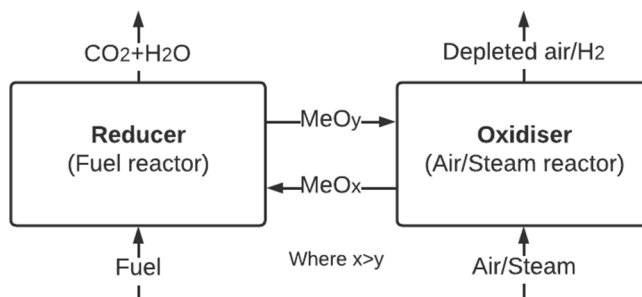 CO2+H2O
Depleted air/H2
Reducer
(Fuel reactor)
MeOy
MeOx
Oxidiser
(Air/Steam reactor)
Fuel
Where x>y
Air/Steam